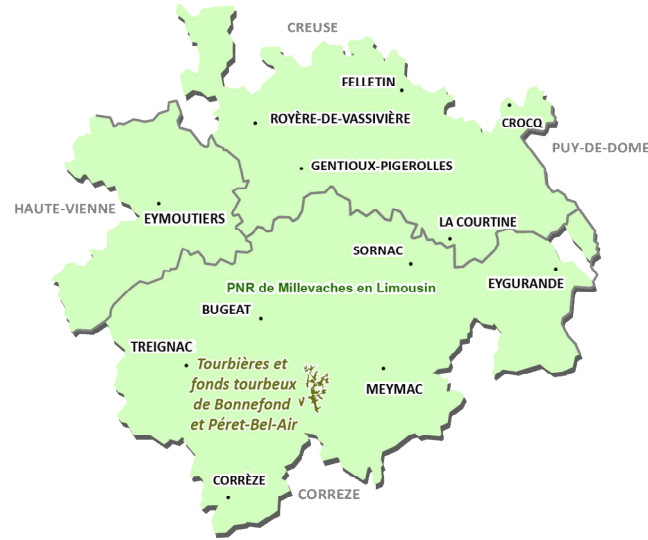 CREUSE
FELLETIN
CROCQ
ROYÈRE-DE-VASSIVIÈRE
PUY-DE-DOME
GENTIOUX-PIGEROLLES
HAUTE-VIENNE
EYMOUTIERS
LA COURTINE
SORNAC
EYGURANDE
PNR de Millevaches en Limousin
BUGEAT
TREIGNAC
Tourbières et
fonds tourbeux
de Bonnefond
et Péret-Bel-Air
MEYMAC
CORRÈZE
CORREZE